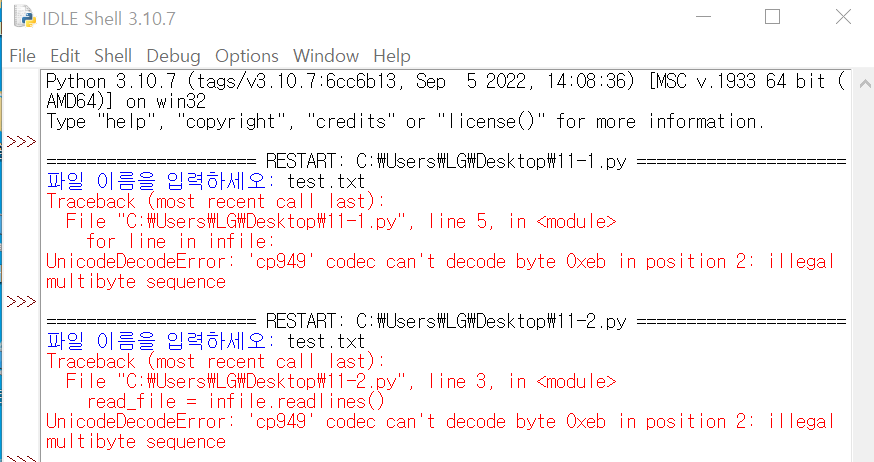 IDLE Shell 3.10.7
File Edit Shell Debug Options Window Help
Python 3.10.7 (tags/v3.10.7:6cc6b13, Sep  5 2022, 14:08:36) [MSC v.1933 64 bit (
AMD64)] on win32
Type "help", "copyright", "credits" or "license()" for more information.
>>>
===================== RESTART: C:₩Users₩LG₩Desktop₩11-1.py =====================
파일 이름을 입력하세오: test.txt
Traceback (most recent call last):
  File "C:₩Users₩LG₩Desktop₩11-1.py", line 5, in <module>
    for line in infile:
UnicodeDecodeError: 'cp949' codec can't decode byte 0xeb in position 2: illegal
multibyte sequence
>>>
===================== RESTART: C:₩Users₩LG₩Desktop₩11-2.py =====================
파일 이름을 입력하세오: test.txt
Traceback (most recent call last):
  File "C:₩Users₩LG₩Desktop₩11-2.py", line 3, in <module>
    read_file = infile.readlines()
UnicodeDecodeError: 'cp949' codec can't decode byte 0xeb in position 2: illegal
multibyte sequence
>>>